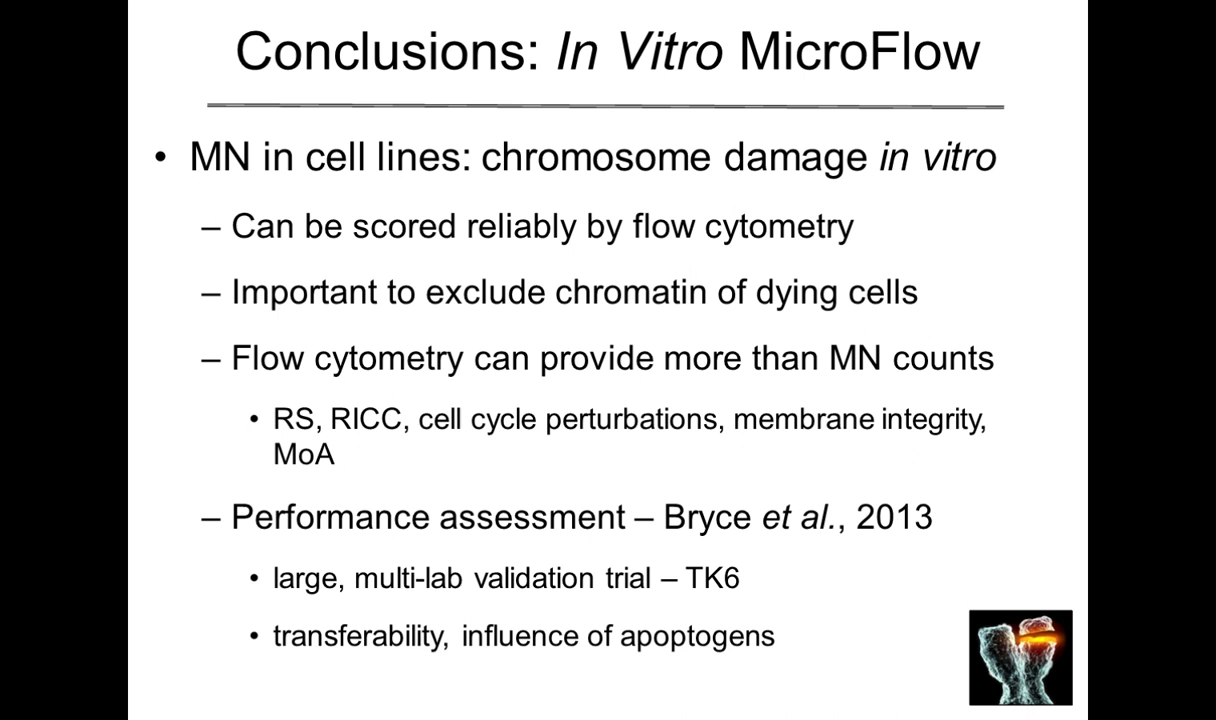 Conclusions: In Vitro MicroFlow
• MN in cell lines: chromosome damage in vitro
– Can be scored reliably by flow cytometry
– Important to exclude chromatin of dying cells
– Flow cytometry can provide more than MN counts
• RS, RICC, cell cycle perturbations, membrane integrity,
MoA
– Performance assessment – Bryce et al., 2013
• large, multi-lab validation trial – TK6
• transferability, influence of apoptogens